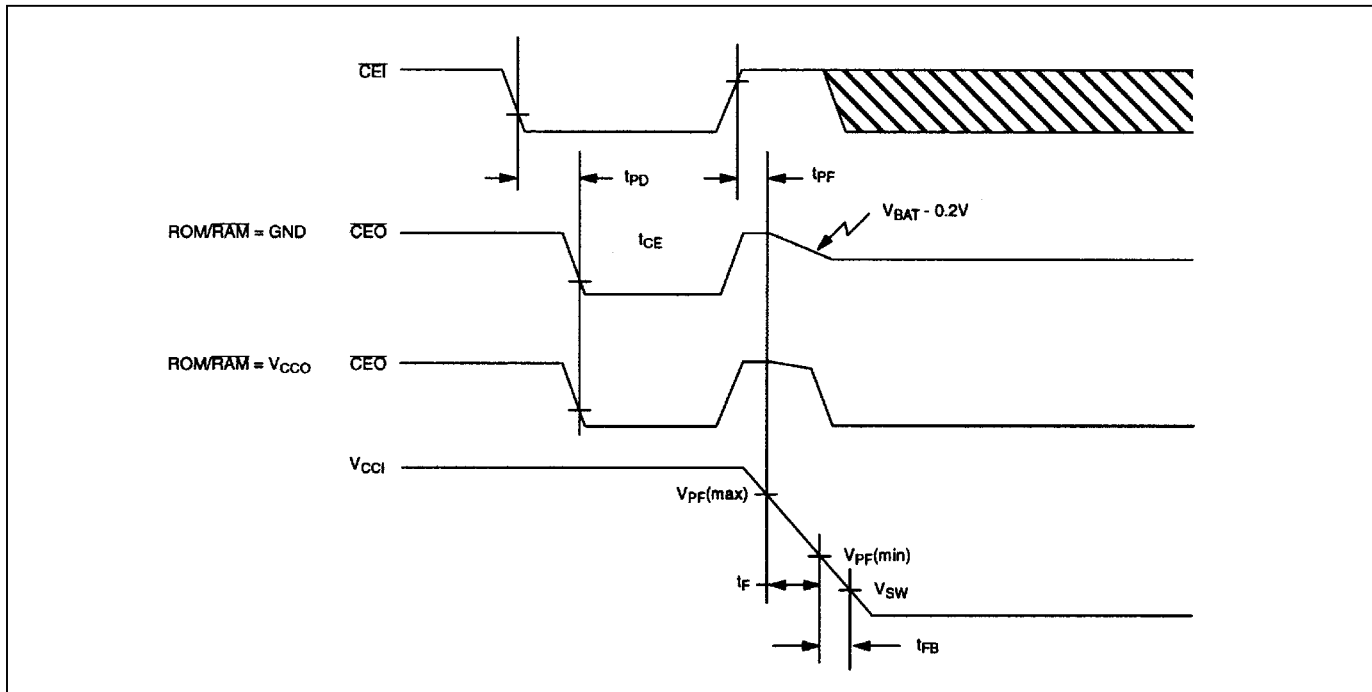 CEI
tPD
tPF
VBAT - 0.2V
ROM/RAM = GND CEO
tCE
ROM/RAM = VCCO CEO
VCCI
VPF(max)
VPF(min)
tF
VSW
tFB